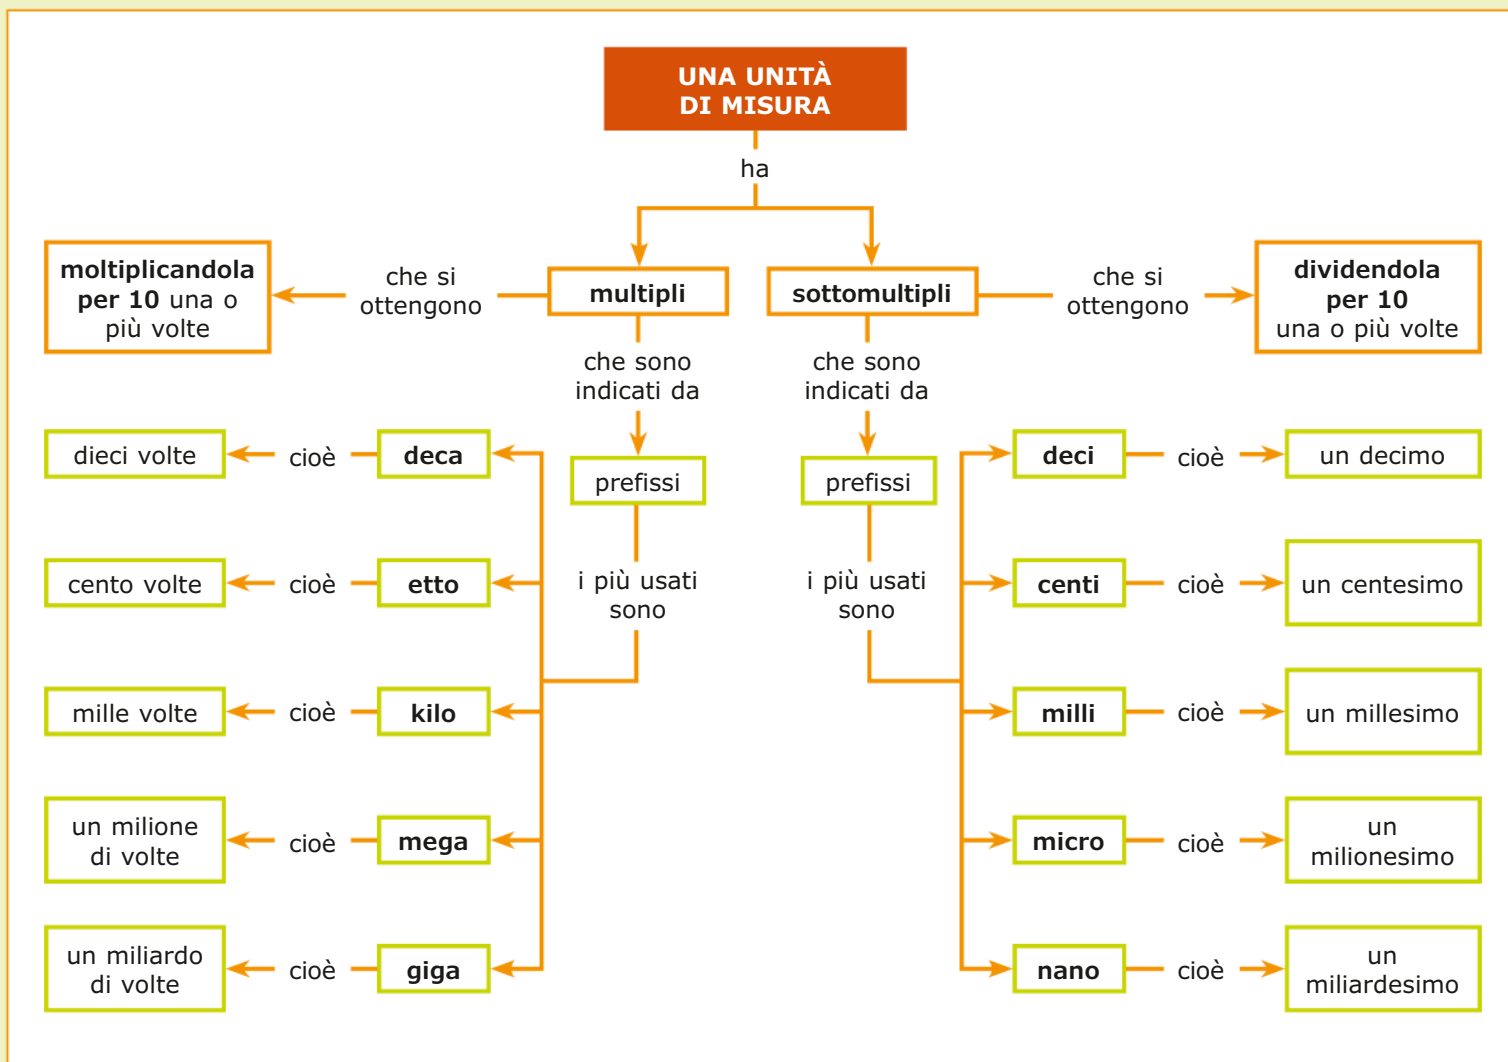 UNA UNITÀ
DI MISURA
ha
moltiplicandola
per 10 una o
più volte
che si
ottengono
multipli
sottomultipli
che si
ottengono
dividendola
per 10
una o più volte
che sono
indicati da
che sono
indicati da
prefissi
prefissi
i più usati
sono
i più usati
sono
dieci volte
cioè
deca
deci
cioè
un decimo
cento volte
cioè
etto
centi
cioè
un centesimo
mille volte
cioè
kilo
milli
cioè
un millesimo
un milione
di volte
cioè
mega
micro
cioè
un
milionesimo
un miliardo
di volte
cioè
giga
nano
cioè
un
miliardesimo